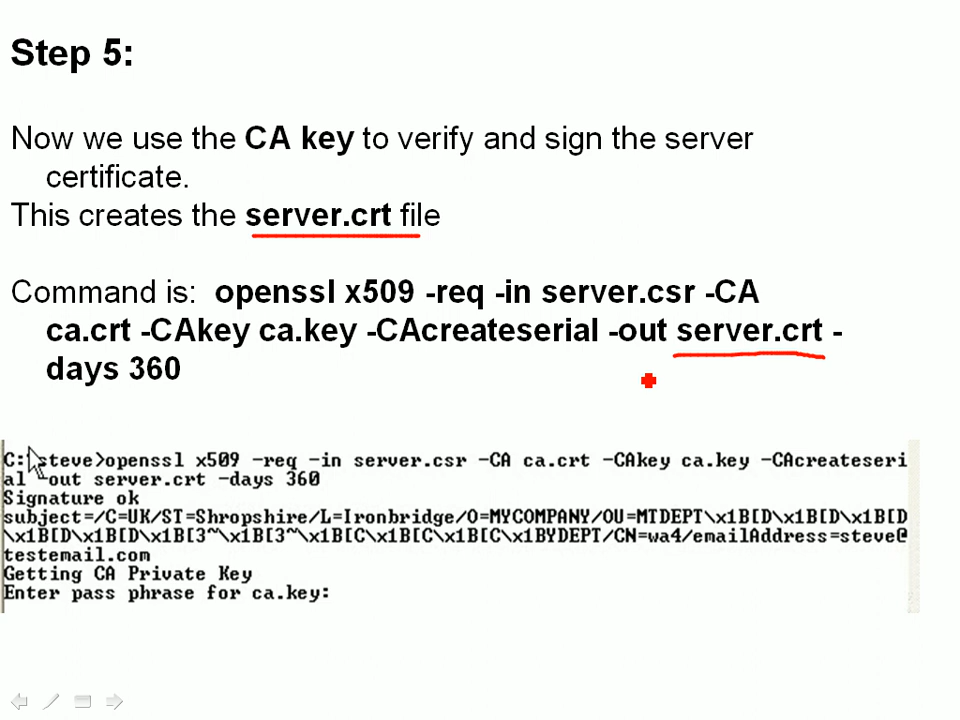 Step 5:
Now we use the CA key to verify and sign the server
certificate.
This creates the server.crt file
Command is: openssl x509 -req -in server.csr -CA
ca.crt -CAkey ca.key -CAcreateserial -out server.crt -
days 360
C:\steve>openssl x509 -req -in server.csr -CA ca.crt -CAkey ca.key -CAcreateseri
al -out server.crt -days 360
Signature ok
subject=/C=UK/ST=Shropshire/L=Ironbridge/O=MYCOMPANY/OU=MTDEPT\x1B[D\x1B[D\x1B[D
\x1B[D\x1B[D\x1B[3~\x1B[3~\x1B[C\x1B[C\x1B[C\x1BYDEPT/CN=wa4/emailAddress=steve@
testemail.com
Getting CA Private Key
Enter pass phrase for ca.key: